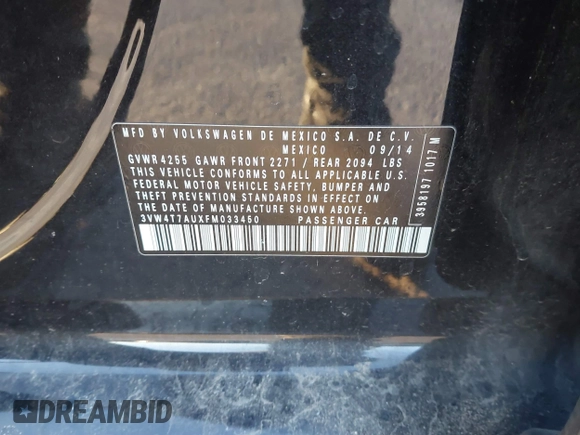 MFD BY VOLKSWAGEN DE MEXICO S.A. DE C.V.
MEXICO 09/14
GVWR 4255 GAWR FRONT 2271 / REAR 2094 LBS
THIS VEHICLE CONFORMS TO ALL APPLICABLE U.S.
FEDERAL MOTOR VEHICLE SAFETY, BUMPER AND
THEFT PREVENTION STANDARDS IN EFFECT ON
THE DATE OF MANUFACTURE SHOWN ABOVE.
3VW4T7AUXFM033450 PASSENGER CAR
3958197 1017 M
DREAMBID